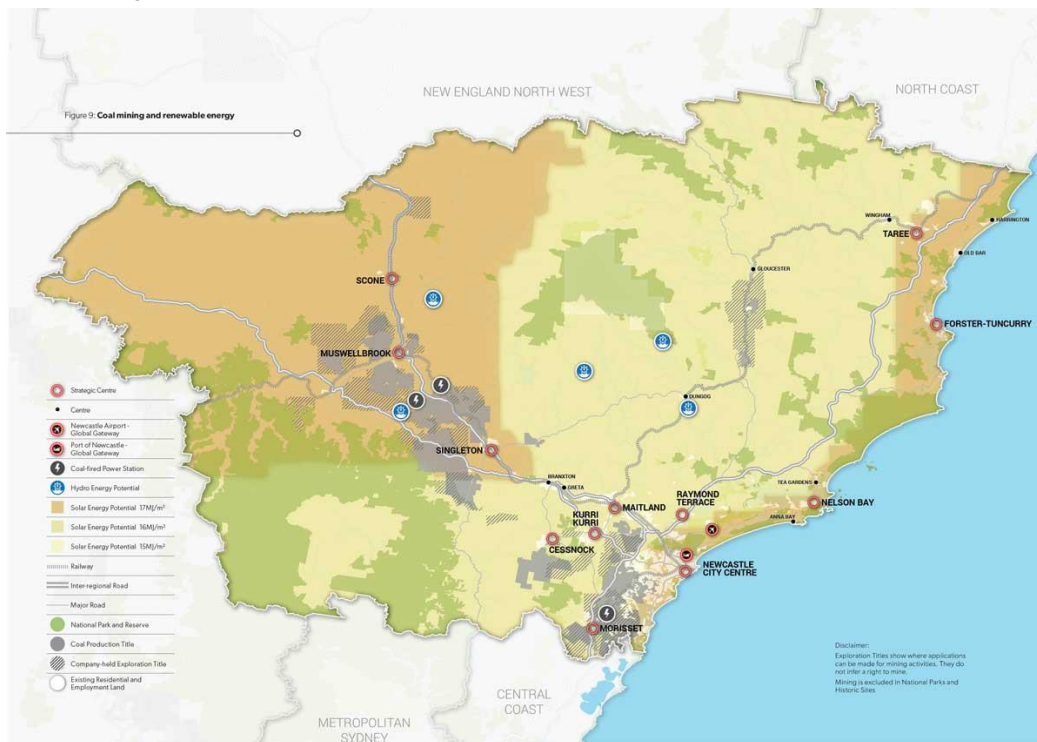 NEW ENGLAND NORTH WEST
NORTH COAST
Figure 9: Coal mining and renewable energy
WINGHAM
HARRINGTON
TAREE
OLD BAR
GLOUCESTER
SCONE
FORSTER-TUNCURRY
MUSWELLBROOK
DUNGOG
SINGLETON
BRANXTON
GRETA
TEA GARDENS
RAYMOND
TERRACE
NELSON BAY
MAITLAND
KURRI
KURRI
ANNA BAY
CESSNOCK
NEWCASTLE
CITY CENTRE
MORISSET
CENTRAL
COAST
METROPOLITAN
SYDNEY
Strategic Centre
Centre
Newcastle Airport -
Global Gateway
Port of Newcastle -
Global Gateway
Coal-fired Power Station
Hydro Energy Potential
Solar Energy Potential 17MJ/m²
Solar Energy Potential 16MJ/m²
Solar Energy Potential 15MJ/m²
Railway
Inter-regional Road
Major Road
National Park and Reserve
Coal Production Title
Company-held Exploration Title
Existing Residential and
Employment Land
Disclaimer:
Exploration Titles show where applications
can be made for mining activities. They do
not infer a right to mine.
Mining is excluded in National Parks and
Historic Sites